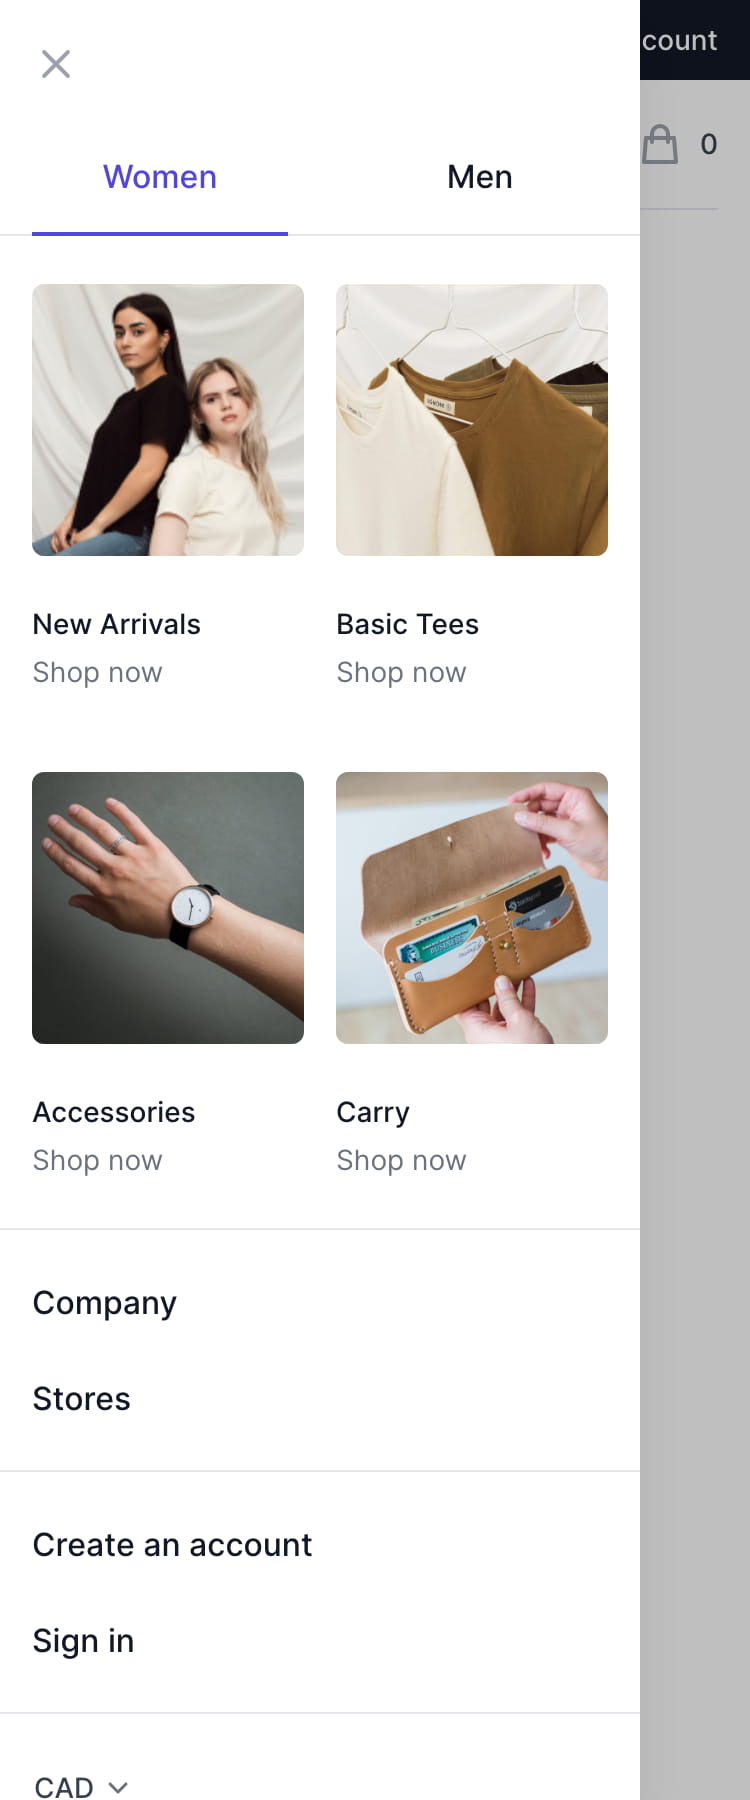 count
0
Women
Men
New Arrivals
Shop now
Basic Tees
Shop now
BUSINESS
Accessories
Shop now
Carry
Shop now
Company
Stores
Create an account
Sign in
CAD